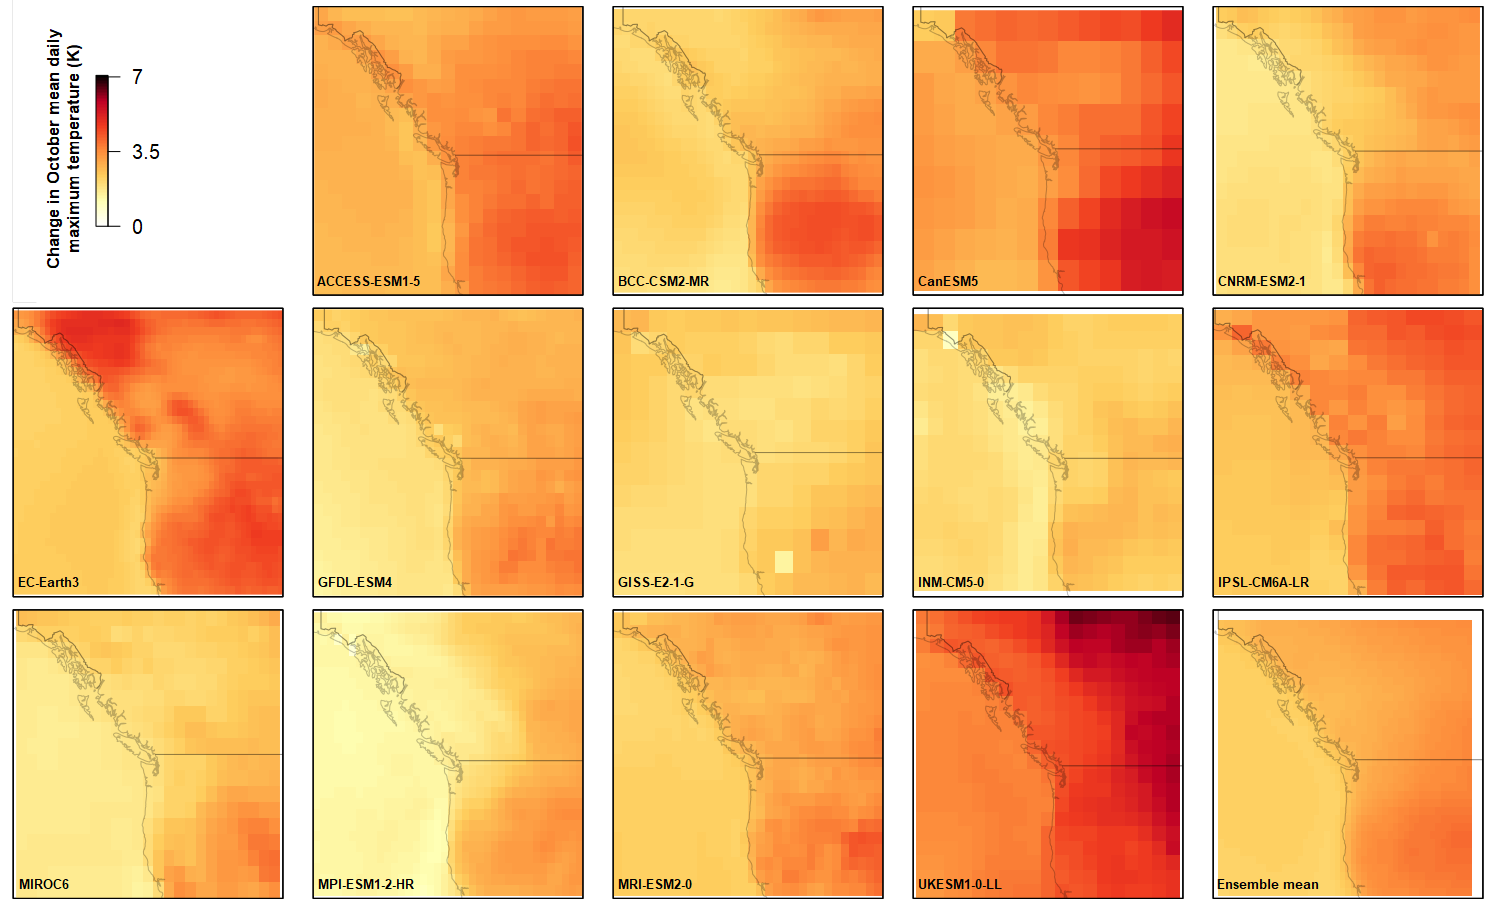 Change in October mean daily
maximum temperature (K)
7
3.5
0
ACCESS-ESM1-5
BCC-CSM2-MR
CanESM5
CNRM-ESM2-1
EC-Earth3
GFDL-ESM4
GISS-E2-1-G
INM-CM5-0
IPSL-CM6A-LR
MIROC6
MPI-ESM1-2-HR
MRI-ESM2-0
UKESM1-0-LL
Ensemble mean